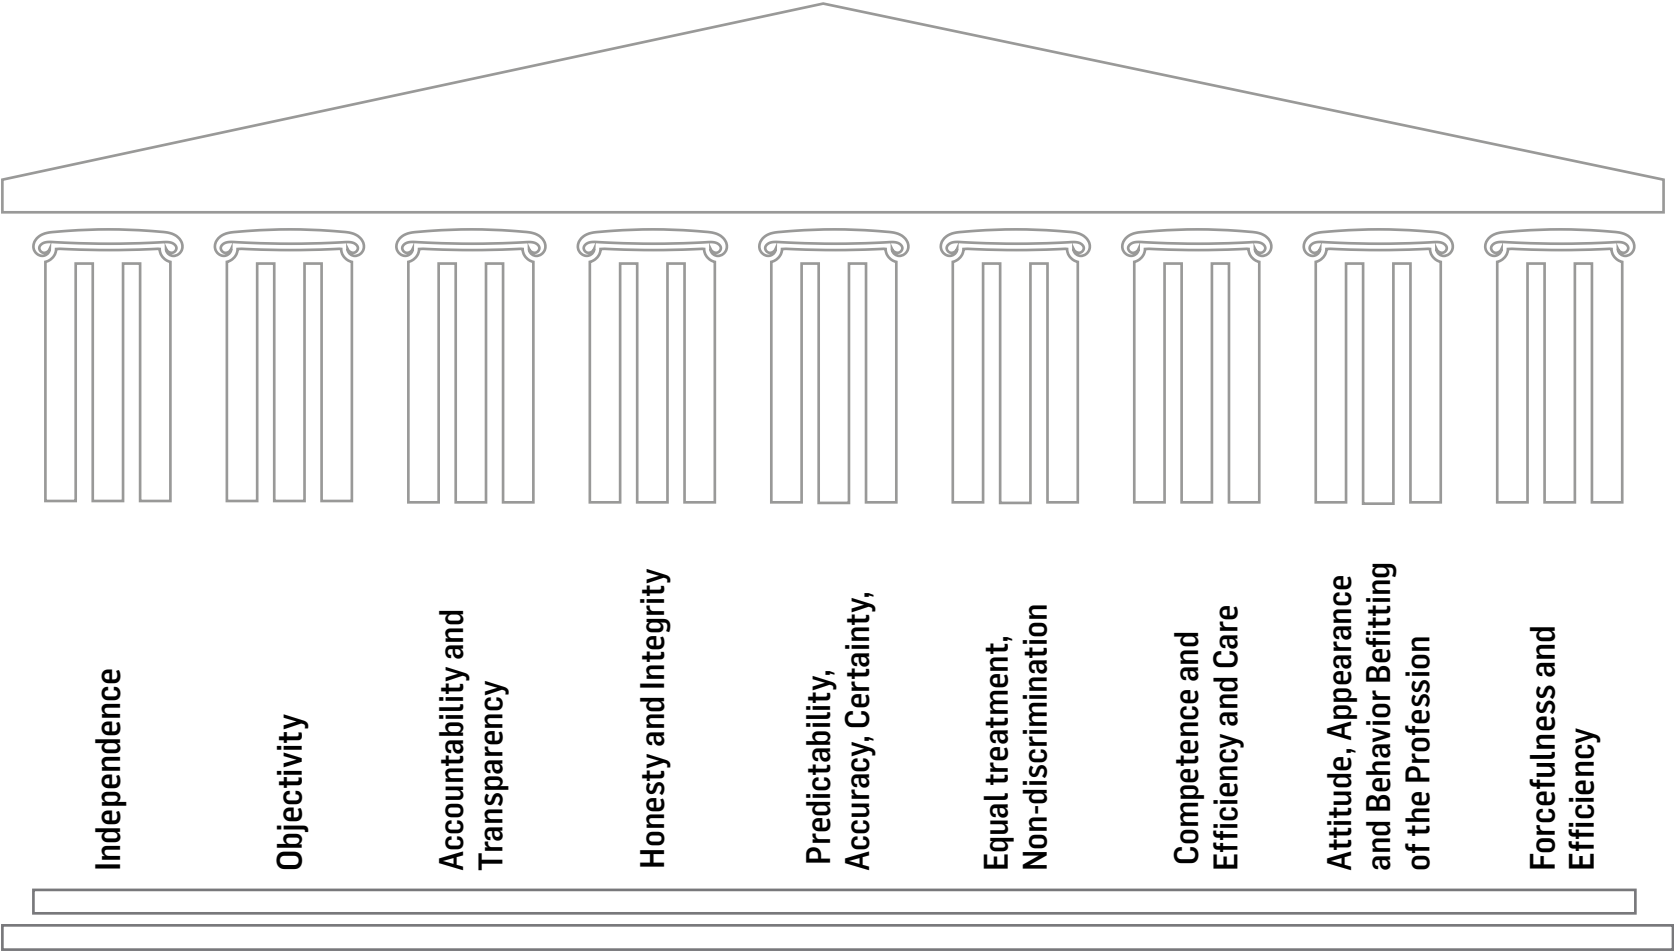 Independence
Objectivity
Accountability and
Transparency
Honesty and Integrity
Predictability,
Accuracy, Certainty,
Equal treatment,
Non-discrimination
Competence and
Efficiency and Care
Attitude, Appearance
and Behavior Befitting
of the Profession
Forcefulness and
Efficiency